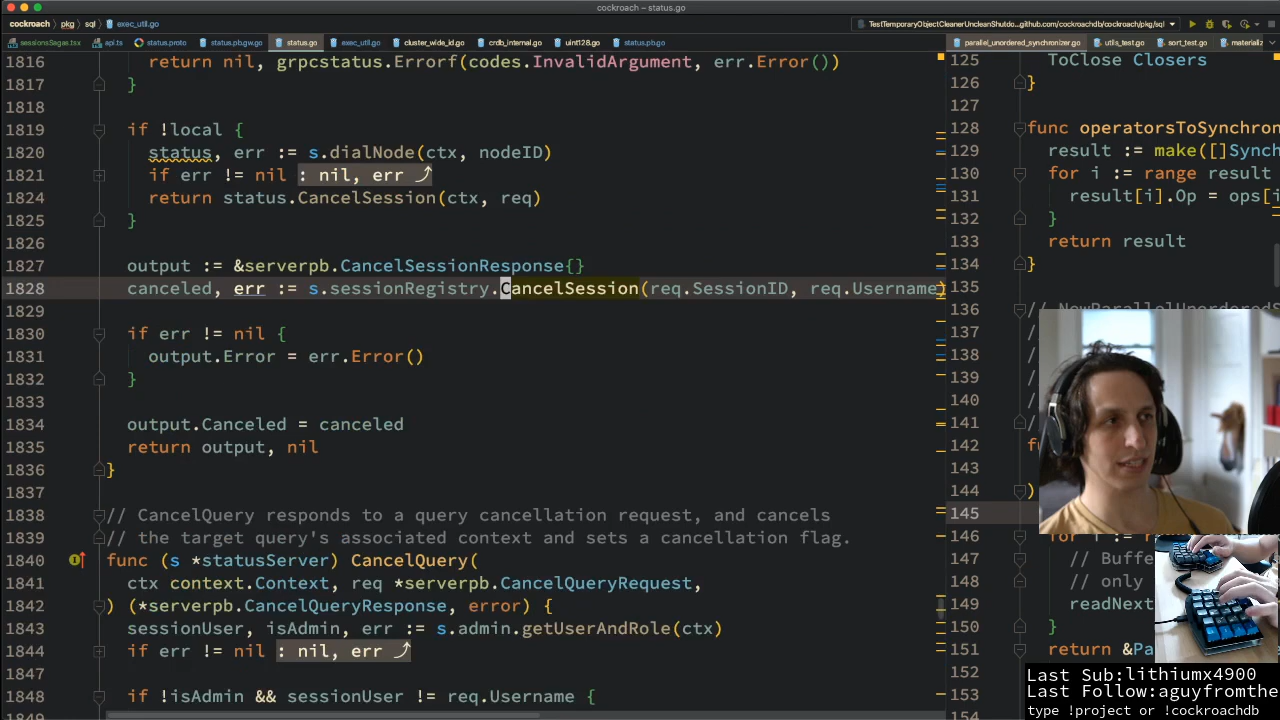 cockroach – status.go
cockroach › pkg › sql › exec_util.go
TestTemporaryObjectCleanerUncleanShutdo...github.com/cockroachdb/cockroach/pkg/sql
sessionsSagas.tsx api.ts status.proto status.pb.gw.go status.go exec_util.go cluster_wide_id.go crdb_internal.go uint128.go status.pb.go
parallel_unordered_synchronizer.go utils_test.go sort_test.go materializ
1816 return nil, grpcstatus.Errorf(codes.InvalidArgument, err.Error())
1817 }
1818
1819 if !local {
1820 status, err := s.dialNode(ctx, nodeID)
1821 if err != nil : nil, err
1824 return status.CancelSession(ctx, req)
1825 }
1826
1827 output := &serverpb.CancelSessionResponse{}
1828 canceled, err := s.sessionRegistry.CancelSession(req.SessionID, req.Username)
1829
1830 if err != nil {
1831 output.Error = err.Error()
1832 }
1833
1834 output.Canceled = canceled
1835 return output, nil
1836 }
1837
1838 // CancelQuery responds to a query cancellation request, and cancels
1839 // the target query's associated context and sets a cancellation flag.
1840 func (s *statusServer) CancelQuery(
1841 ctx context.Context, req *serverpb.CancelQueryRequest,
1842 ) (*serverpb.CancelQueryResponse, error) {
1843 sessionUser, isAdmin, err := s.admin.getUserAndRole(ctx)
1844 if err != nil : nil, err
1847
1848 if !isAdmin && sessionUser != req.Username {
1849
125 ToClose Closers
126 }
127
128 func operatorsToSynchron
129 result := make([]Synch
130 for i := range result
131 result[i].Op = ops[i
132 }
133 return result
134 }
135
136 // NewParallelUnorderedS
137 /
138 /
139 /
140 /
141 /
142 fu
143
144 )
145
146 for i := r
147 // Buff
148 // only
149 readNext
150 }
151 return &Pa
152
153
154
Last Sub:lithiumx4900
Last Follow:aguyfromthe
type !project or !cockroachdb